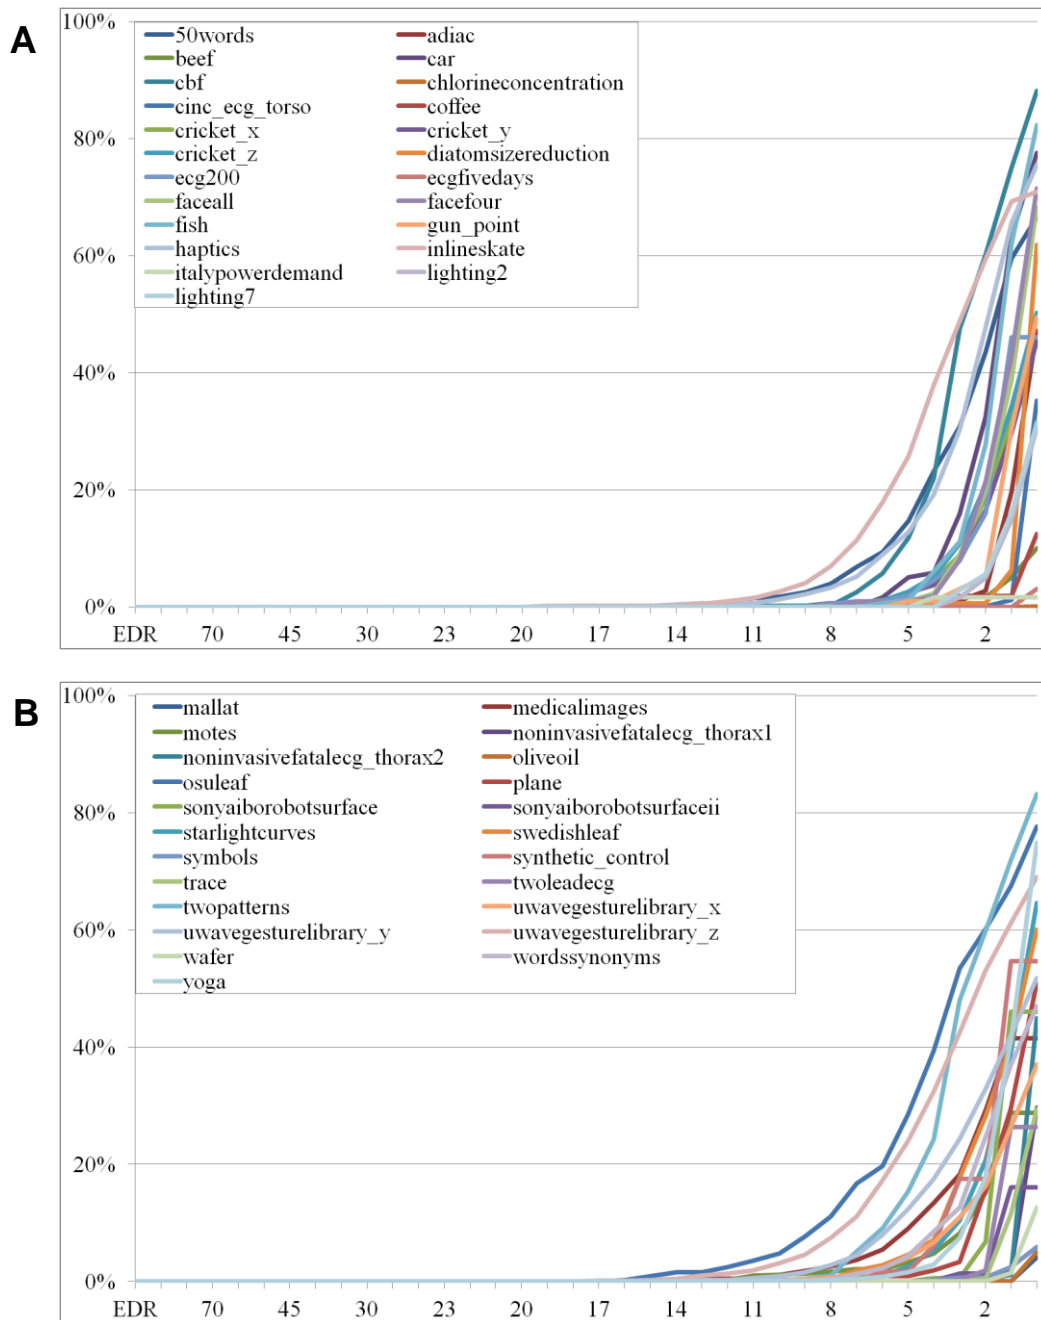 A
100%
50words adiac
beef car
cbf chlorineconcentration
cinc_ecg_torso coffee
cricket_x cricket_y
80%
cricket_z diatomsizereduction
ecg200 ecgfivedays
faceall facefour
fish gun_point
haptics inlineskate
60%
italypowerdemand lighting2
lighting7
40%
20%
0%
EDR 70 45 30 23 20 17 14 11 8 5 2
B
100%
mallat medicalimages
motes noninvasivefatalecg_thorax1
noninvasivefatalecg_thorax2 oliveoil
osuleaf plane
sonyaiborobotsurface sonyaiborobotsurfaceii
80%
starlightcurves swedishleaf
symbols synthetic_control
trace twoleadecg
twopatterns uwavegesturelibrary_x
uwavegesturelibrary_y uwavegesturelibrary_z
60%
wafer wordssynonyms
yoga
40%
20%
0%
EDR 70 45 30 23 20 17 14 11 8 5 2